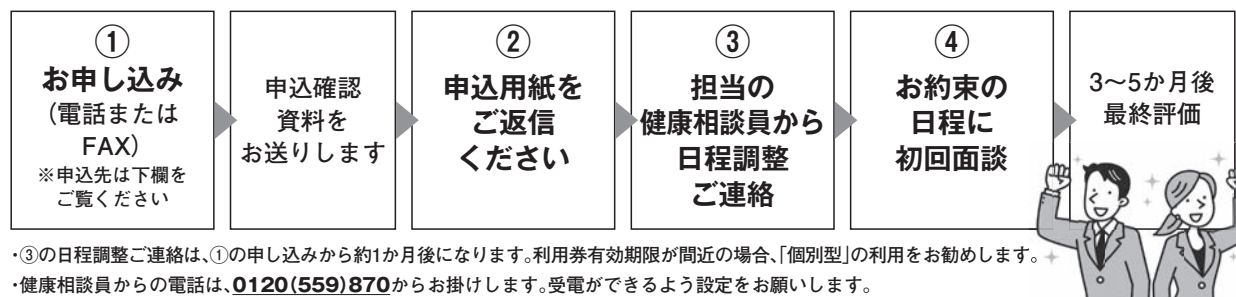 ①
お申し込み
(電話または
FAX)
※申込先は下欄を
ご覧ください
申込確認
資料を
お送りします
②
申込用紙を
ご返信
ください
③
担当の
健康相談員から
日程調整
ご連絡
④
お約束の
日程に
初回面談
3〜5か月後
最終評価
・③の日程調整ご連絡は、①の申し込みから約1か月後になります。利用券有効期限が間近の場合、「個別型」の利用をお勧めします。
・健康相談員からの電話は、0120(559)870からお掛けします。受電ができるよう設定をお願いします。